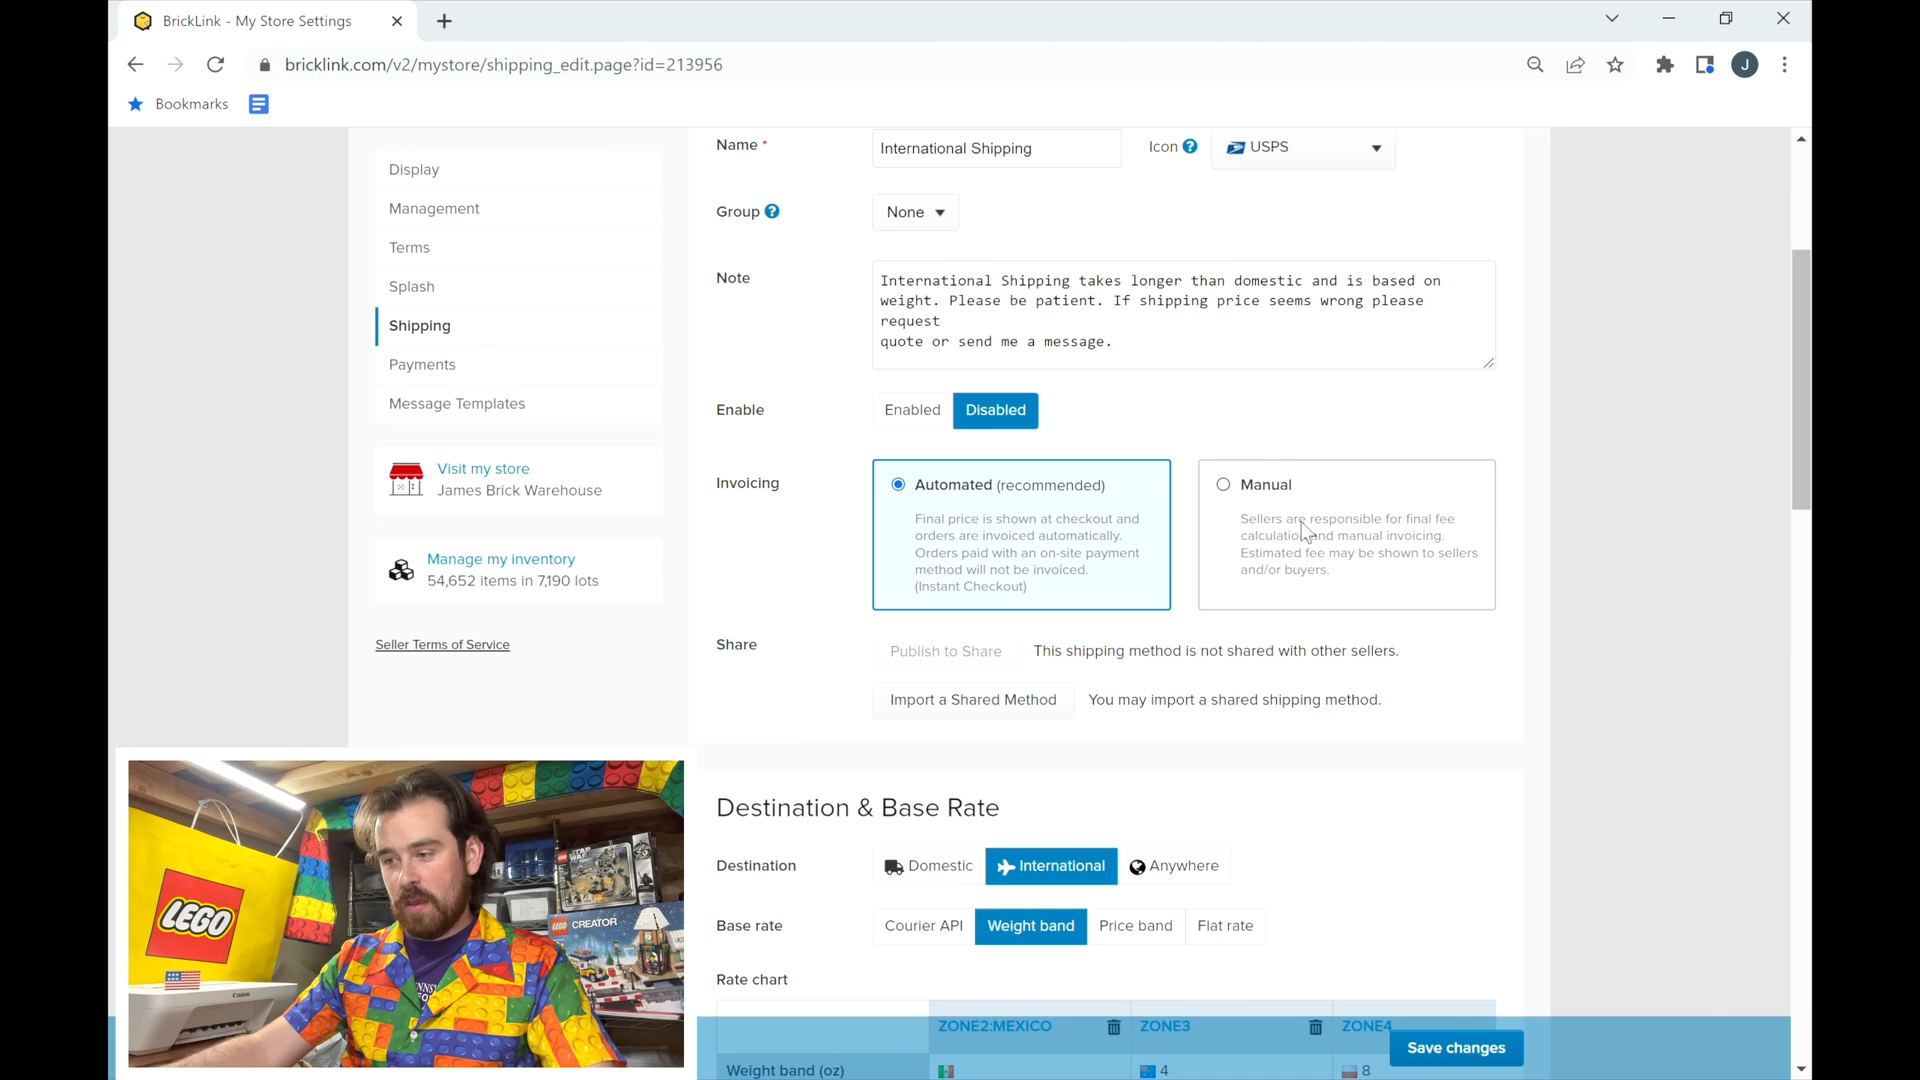 BrickLink - My Store Settings
bricklink.com/v2/mystore/shipping_edit.page?id=213956
J
Bookmarks
Display
Management
Terms
Splash
Shipping
Payments
Message Templates
Visit my store
James Brick Warehouse
Manage my inventory
54,652 items in 7,190 lots
Seller Terms of Service
Name *
International Shipping
Icon
USPS
Group
None
Note
International Shipping takes longer than domestic and is based on
weight. Please be patient. If shipping price seems wrong please
request
quote or send me a message.
Enable
Enabled
Disabled
Invoicing
Automated (recommended)
Final price is shown at checkout and
orders are invoiced automatically.
Orders paid with an on-site payment
method will not be invoiced.
(Instant Checkout)
Manual
Sellers are responsible for final fee
calculation and manual invoicing.
Estimated fee may be shown to sellers
and/or buyers.
Share
Publish to Share
This shipping method is not shared with other sellers.
Import a Shared Method
You may import a shared shipping method.
Destination & Base Rate
Destination
Domestic
International
Anywhere
Base rate
Courier API
Weight band
Price band
Flat rate
Rate chart
ZONE2:MEXICO
ZONE3
ZONE4
Save changes
Weight band (oz)
4
8
LEGO
STAR
WARS
LEGO
CREATOR
Canon